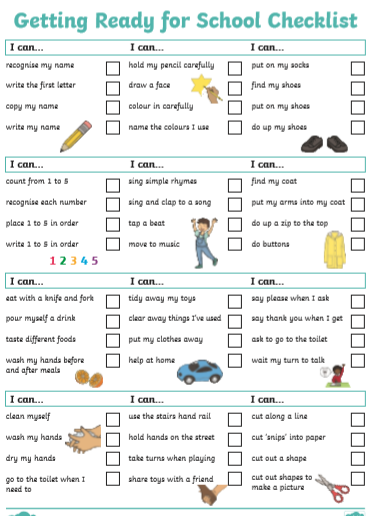 Getting Ready for School Checklist
I can...
recognise my name
write the first letter
copy my name
write my name
I can...
hold my pencil carefully
draw a face
colour in carefully
name the colours I use
I can...
put on my socks
find my shoes
put on my shoes
do up my shoes
I can...
count from 1 to 5
recognise each number
place 1 to 5 in order
write 1 to 5 in order
1 2 3 4 5
I can...
sing simple rhymes
sing and clap to a song
tap a beat
move to music
I can...
find my coat
put my arms into my coat
do up a zip to the top
do buttons
I can...
eat with a knife and fork
pour myself a drink
taste different foods
wash my hands before
and after meals
I can...
tidy away my toys
clear away things I've used
put my clothes away
help at home
I can...
say please when I ask
say thank you when I get
ask to go to the toilet
wait my turn to talk
I can...
clean myself
wash my hands
dry my hands
go to the toilet when I
need to
I can...
use the stairs hand rail
hold hands on the street
take turns when playing
share toys with a friend
I can...
cut along a line
cut 'snips' into paper
cut out a shape
cut out shapes to
make a picture